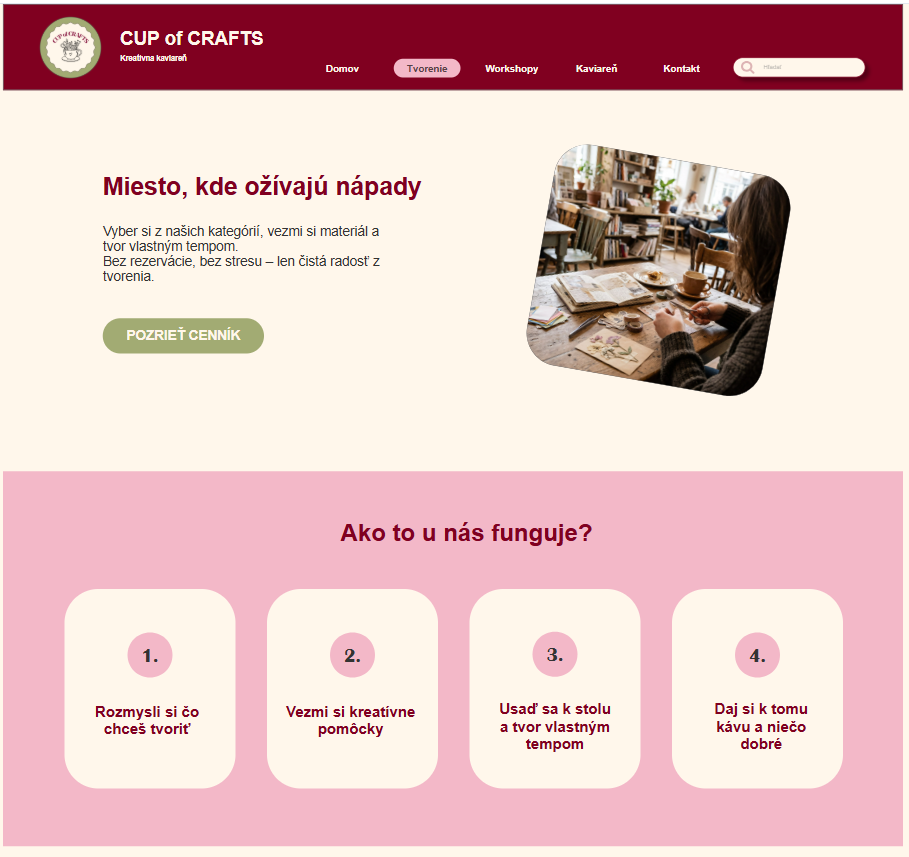 CUP of CRAFTS
CUP of CRAFTS
Kreatívna kaviareň
Domov
Tvorenie
Workshopy
Kaviareň
Kontakt
Hľadať
Miesto, kde ožívajú nápady
Vyber si z našich kategórií, vezmi si materiál a
tvor vlastným tempom.
Bez rezervácie, bez stresu – len čistá radosť z
tvorenia.
POZRIEŤ CENNÍK
Ako to u nás funguje?
1.
Rozmysli si čo
chceš tvoriť
2.
Vezmi si kreatívne
pomôcky
3.
Usaď sa k stolu
a tvor vlastným
tempom
4.
Daj si k tomu
kávu a niečo
dobré